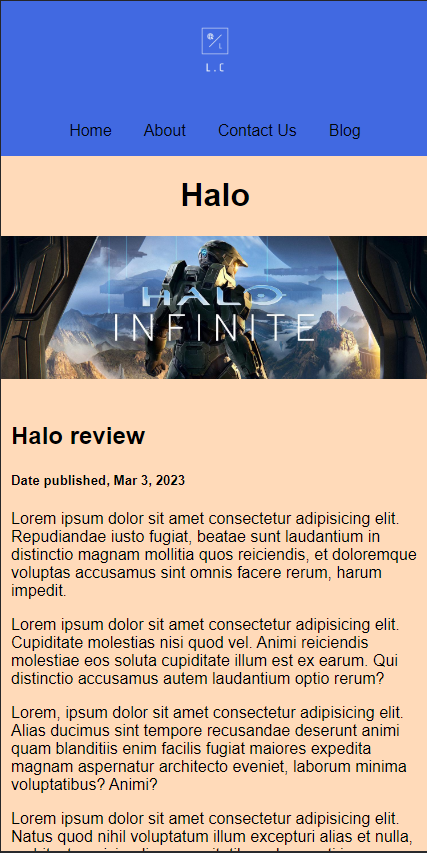 L.C
Home About Contact Us Blog
Halo
HALO
INFINITE
Halo review
Date published, Mar 3, 2023
Lorem ipsum dolor sit amet consectetur adipisicing elit.
Repudiandae iusto fugiat, beatae sunt laudantium in
distinctio magnam mollitia quos reiciendis, et doloremque
voluptas accusamus sint omnis facere rerum, harum
impedit.
Lorem ipsum dolor sit amet consectetur adipisicing elit.
Cupiditate molestias nisi quod vel. Animi reiciendis
molestiae eos soluta cupiditate illum est ex earum. Qui
distinctio accusamus autem laudantium optio rerum?
Lorem, ipsum dolor sit amet consectetur adipisicing elit.
Alias ducimus sint tempore recusandae deserunt animi
quam blanditiis enim facilis fugiat maiores expedita
magnam aspernatur architecto eveniet, laborum minima
voluptatibus? Animi?
Lorem ipsum dolor sit amet consectetur adipisicing elit.
Natus quod nihil voluptatum illum excepturi alias et nulla,